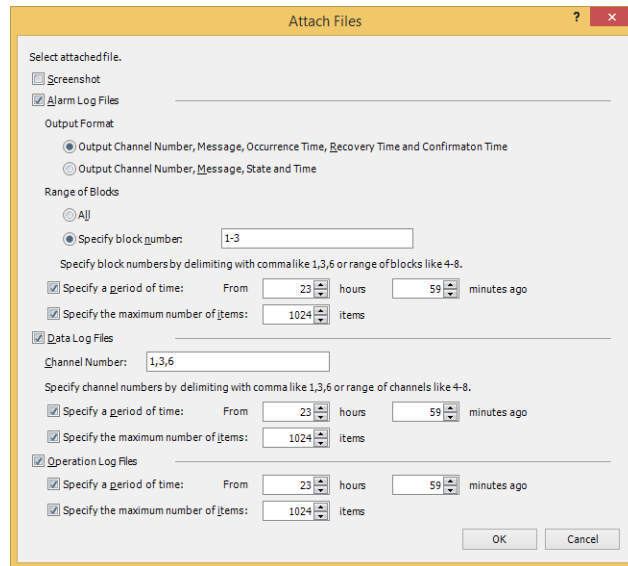 Attach Files
?
Select attached file.
Screenshot
Alarm Log Files
Output Format
Output Channel Number, Message, Occurrence Time, Recovery Time and Confirmaton Time
Output Channel Number, Message, State and Time
Range of Blocks
All
Specify block number: 1-3
Specify block numbers by delimiting with comma like 1,3,6 or range of blocks like 4-8.
Specify a period of time: From 23 hours 59 minutes ago
Specify the maximum number of items: 1024 items
Data Log Files
Channel Number: 1,3,6
Specify channel numbers by delimiting with comma like 1,3,6 or range of channels like 4-8.
Specify a period of time: From 23 hours 59 minutes ago
Specify the maximum number of items: 1024 items
Operation Log Files
Specify a period of time: From 23 hours 59 minutes ago
Specify the maximum number of items: 1024 items
OK Cancel